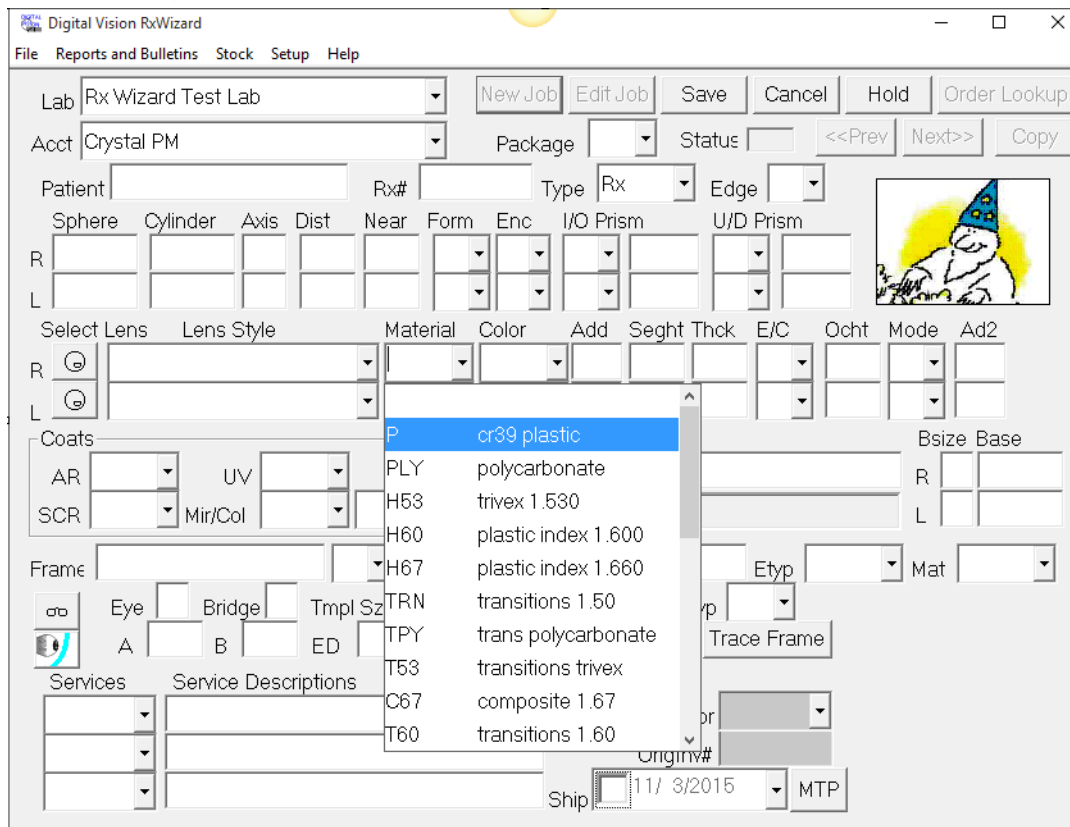 Digital Vision RxWizard
File Reports and Bulletins Stock Setup Help
Lab Rx Wizard Test Lab New Job Edit Job Save Cancel Hold Order Lookup
Acct Crystal PM Package Status <<Prev Next>> Copy
Patient Rx# Type Rx Edge
Sphere Cylinder Axis Dist Near Form Enc I/O Prism U/D Prism
R
L
Select Lens Lens Style Material Color Add Seght Thck E/C Ocht Mode Ad2
R
L
Coats Bsize Base
AR UV R
SCR Mir/Col L
P cr39 plastic
PLY polycarbonate
H53 trivex 1.530
H60 plastic index 1.600
H67 plastic index 1.660
TRN transitions 1.50
TPY trans polycarbonate
T53 transitions trivex
C67 composite 1.67
T60 transitions 1.60
Frame Etyp Mat
Eye Bridge Tmpl Sz
A B ED Trace Frame
Services Service Descriptions
OrigInv#
Ship 11/ 3/2015 MTP